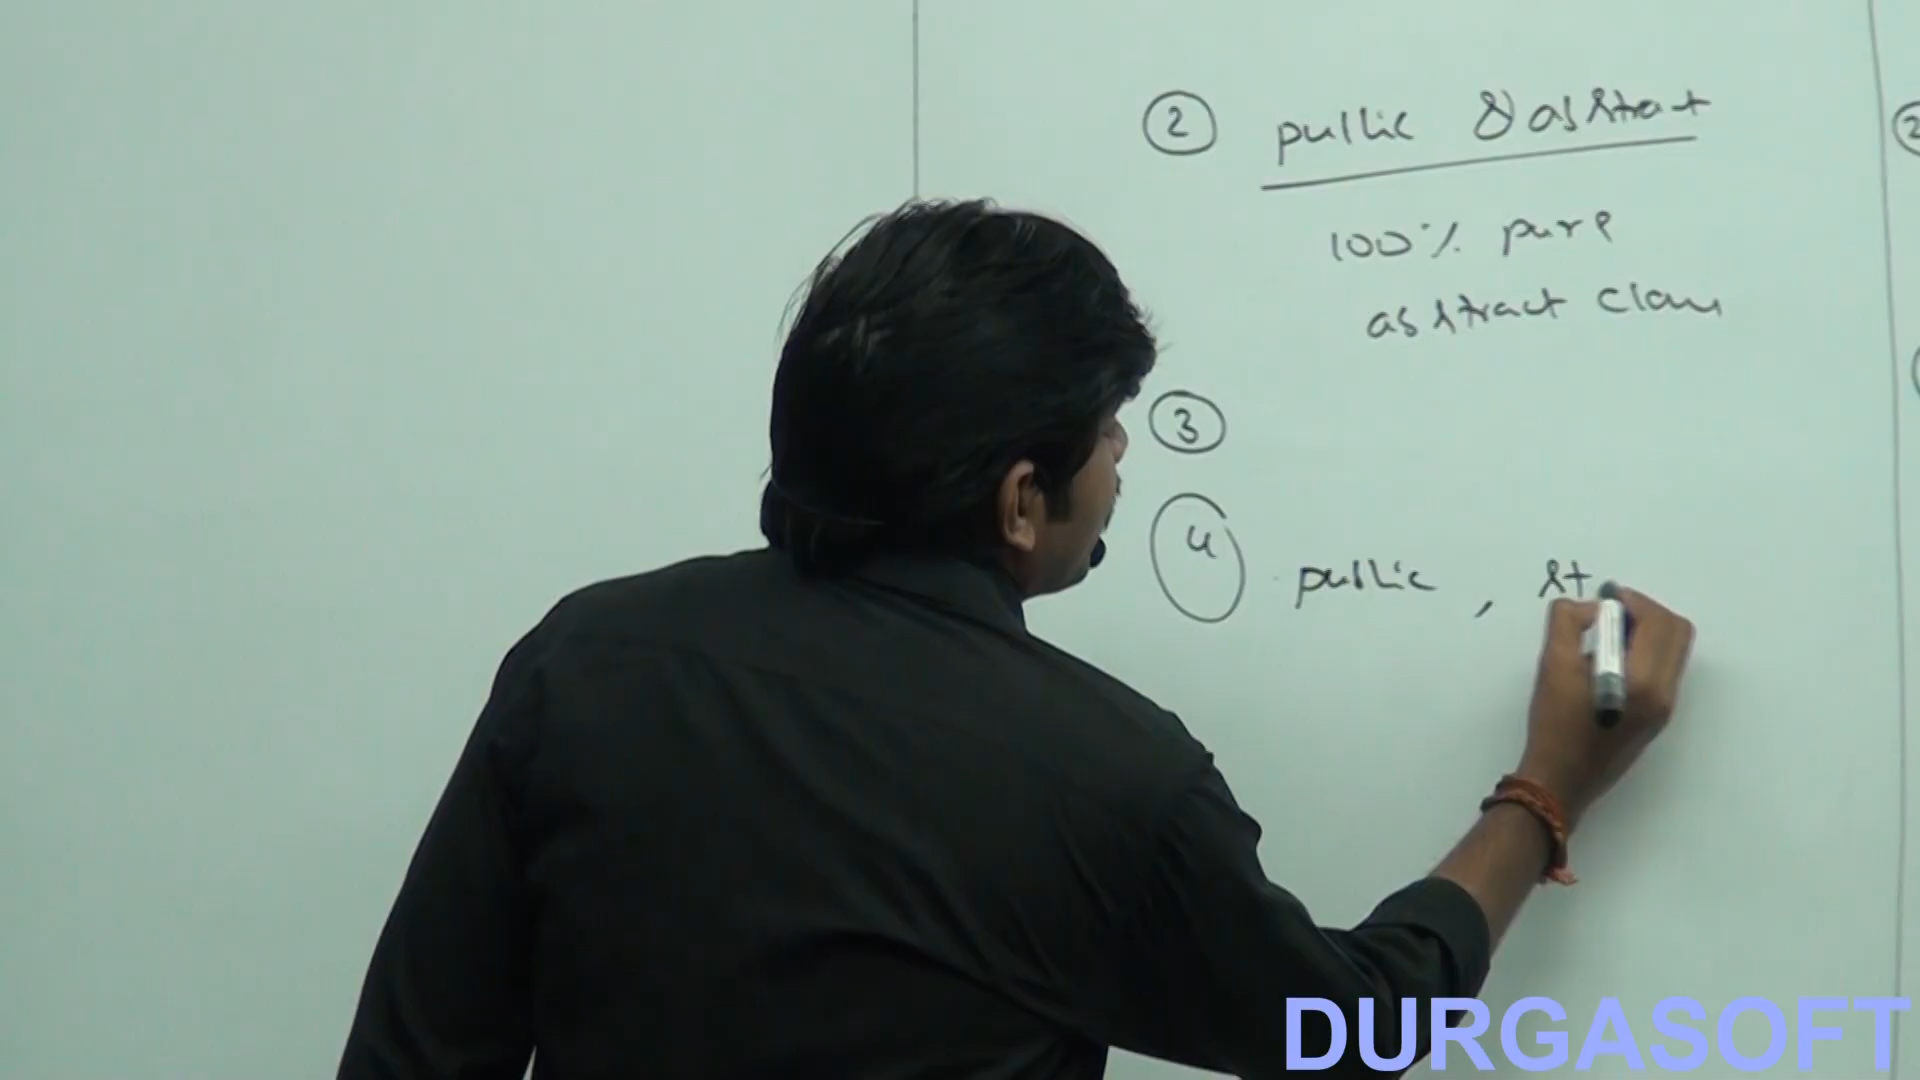 ② public & abstract
100% pure
abstract class
③
④ public, st
DURGASOFT